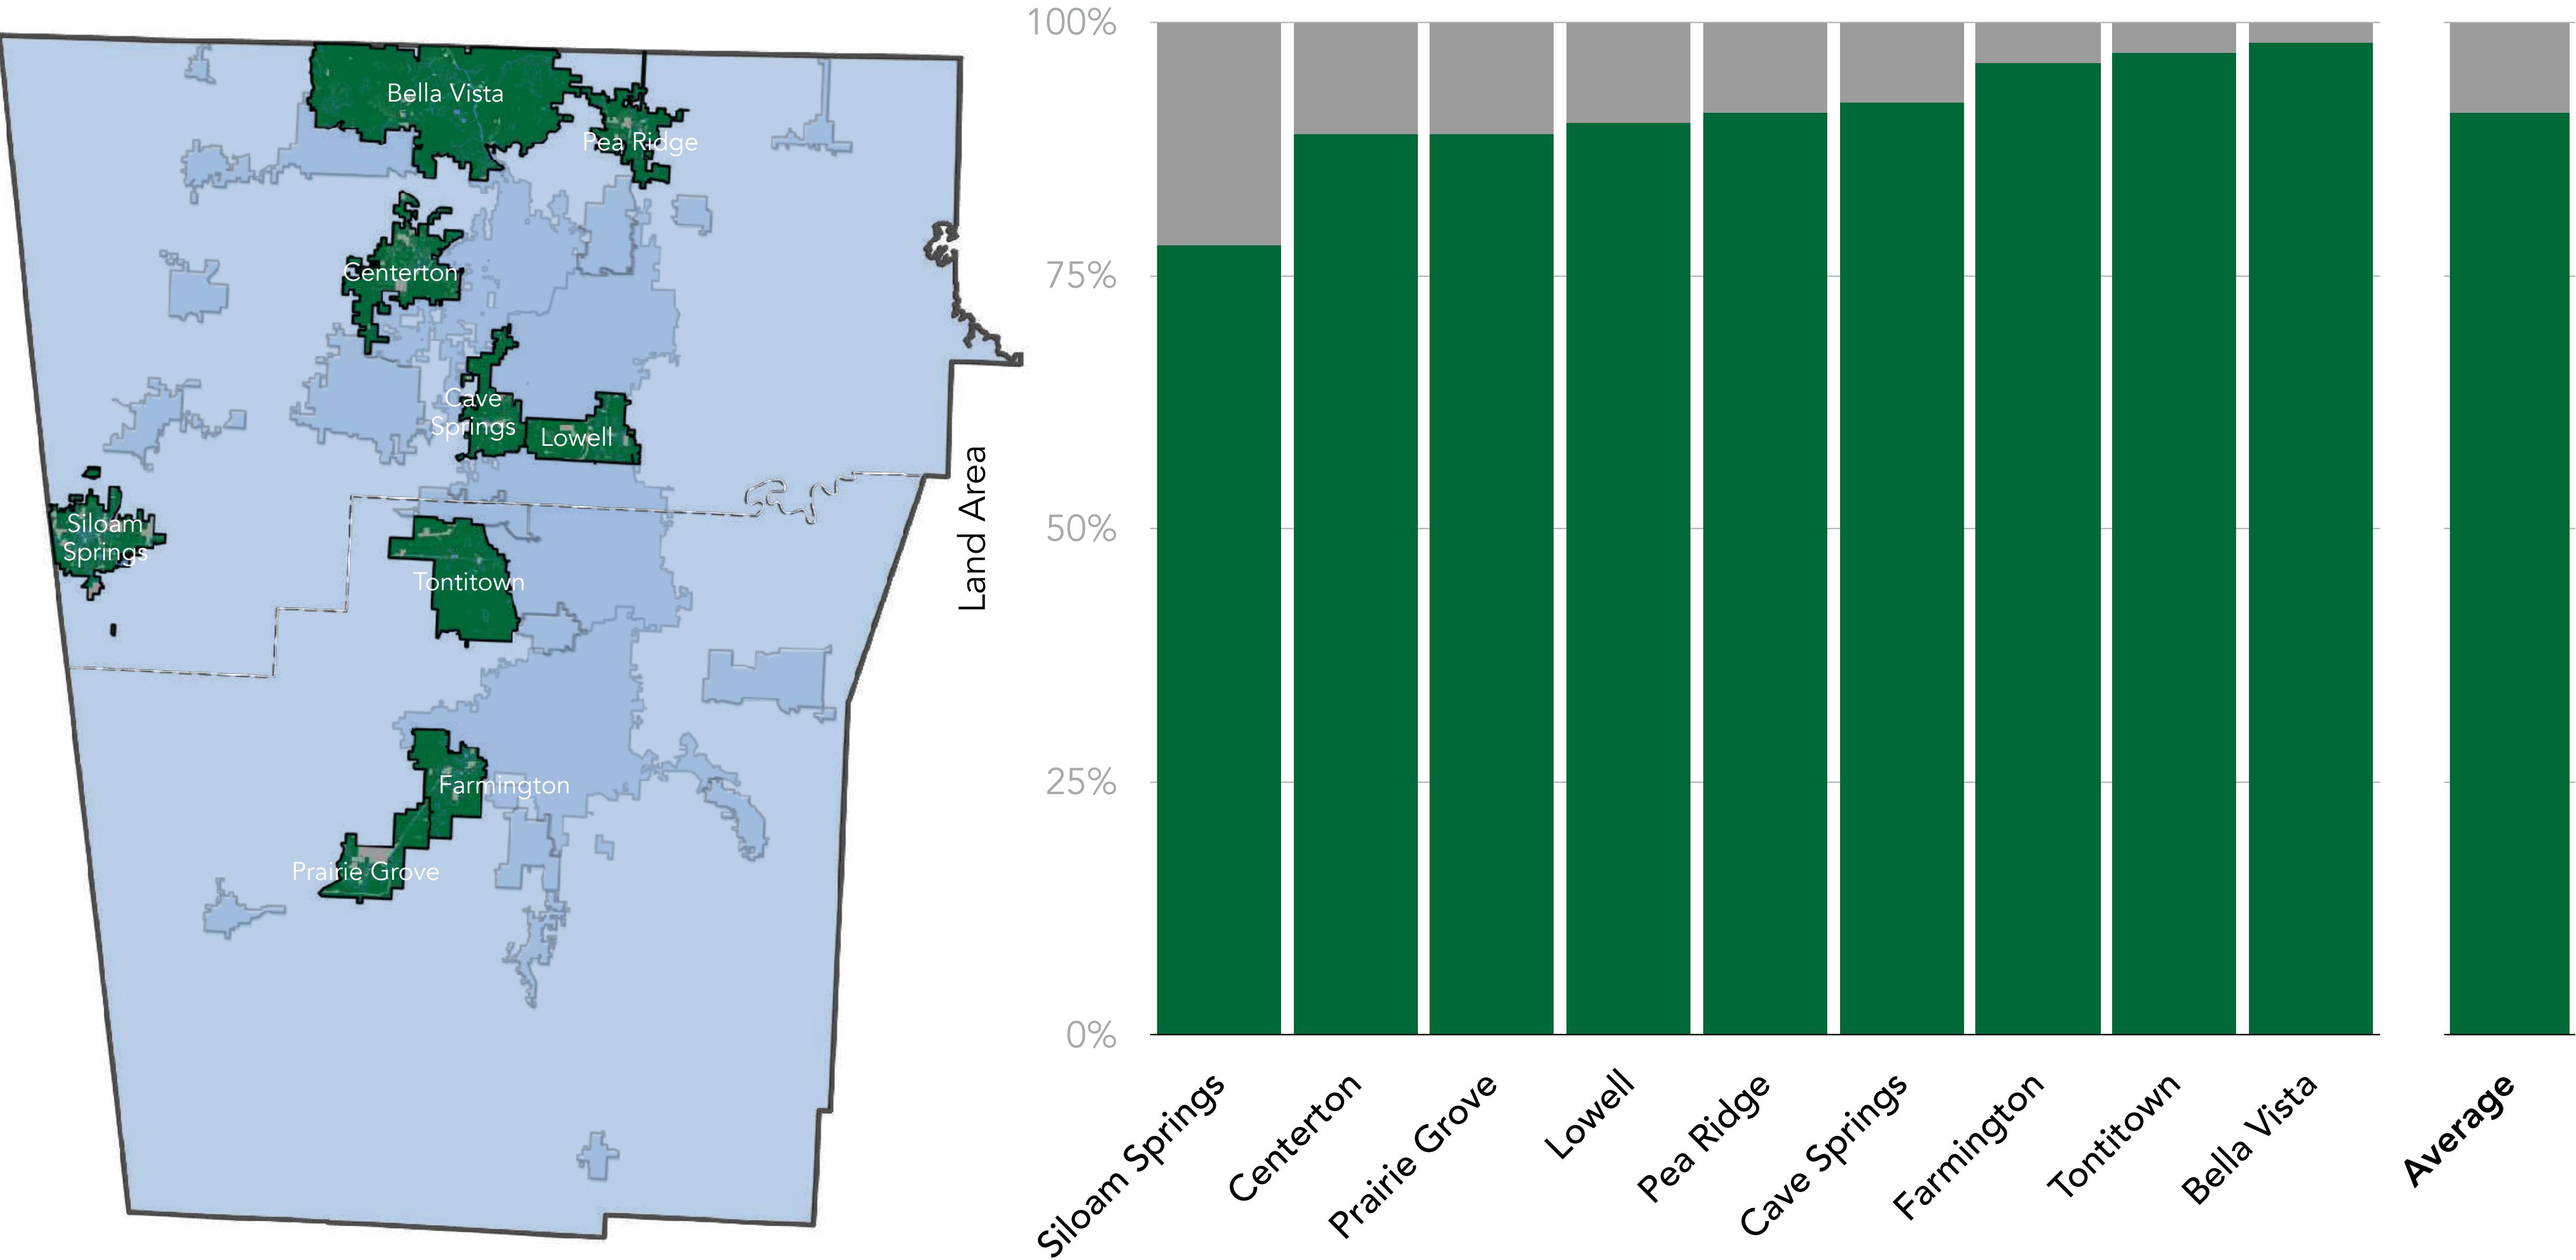 Bella Vista
Pea Ridge
Centerton
Cave
Springs
Lowell
Siloam
Springs
Tontitown
Farmington
Prairie Grove
Land Area
100%
75%
50%
25%
0%
Siloam Springs
Centerton
Prairie Grove
Lowell
Pea Ridge
Cave Springs
Farmington
Tontitown
Bella Vista
Average